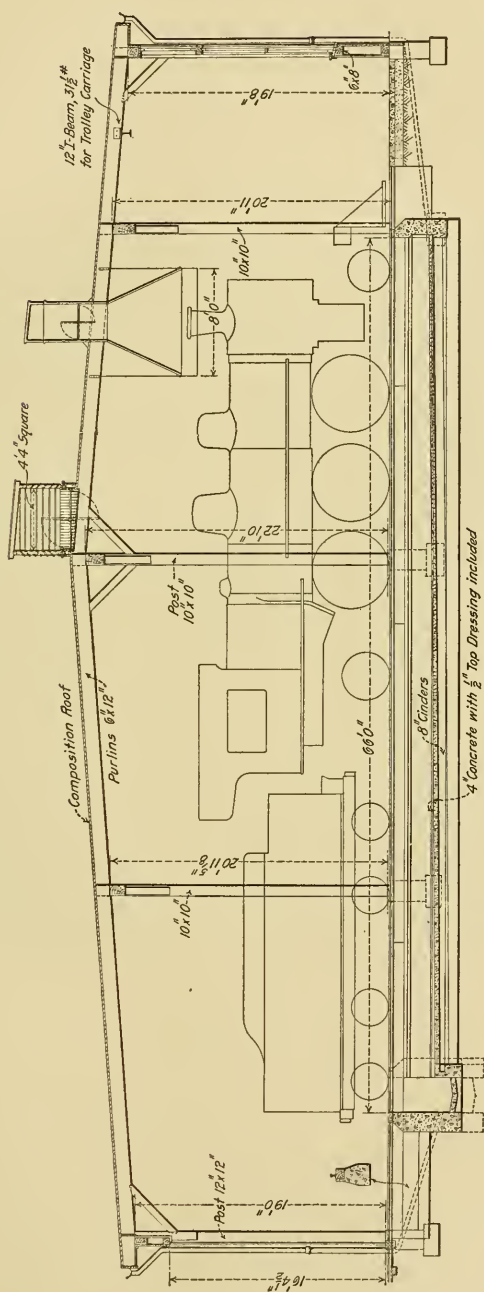 12" I-Beam, 31½ #
for Trolley Carriage
19'8"
6"x8"
20'11"
10"x10"
8'0"
4'4" Square
22'10"
Post
10"x10"
Composition Roof
Purlins 6"x12"
66'0"
8" Cinders
4" Concrete with ½" Top Dressing included
20'11⅝"
10"x10"
Post 12"x12"
19'0"
16'4½"